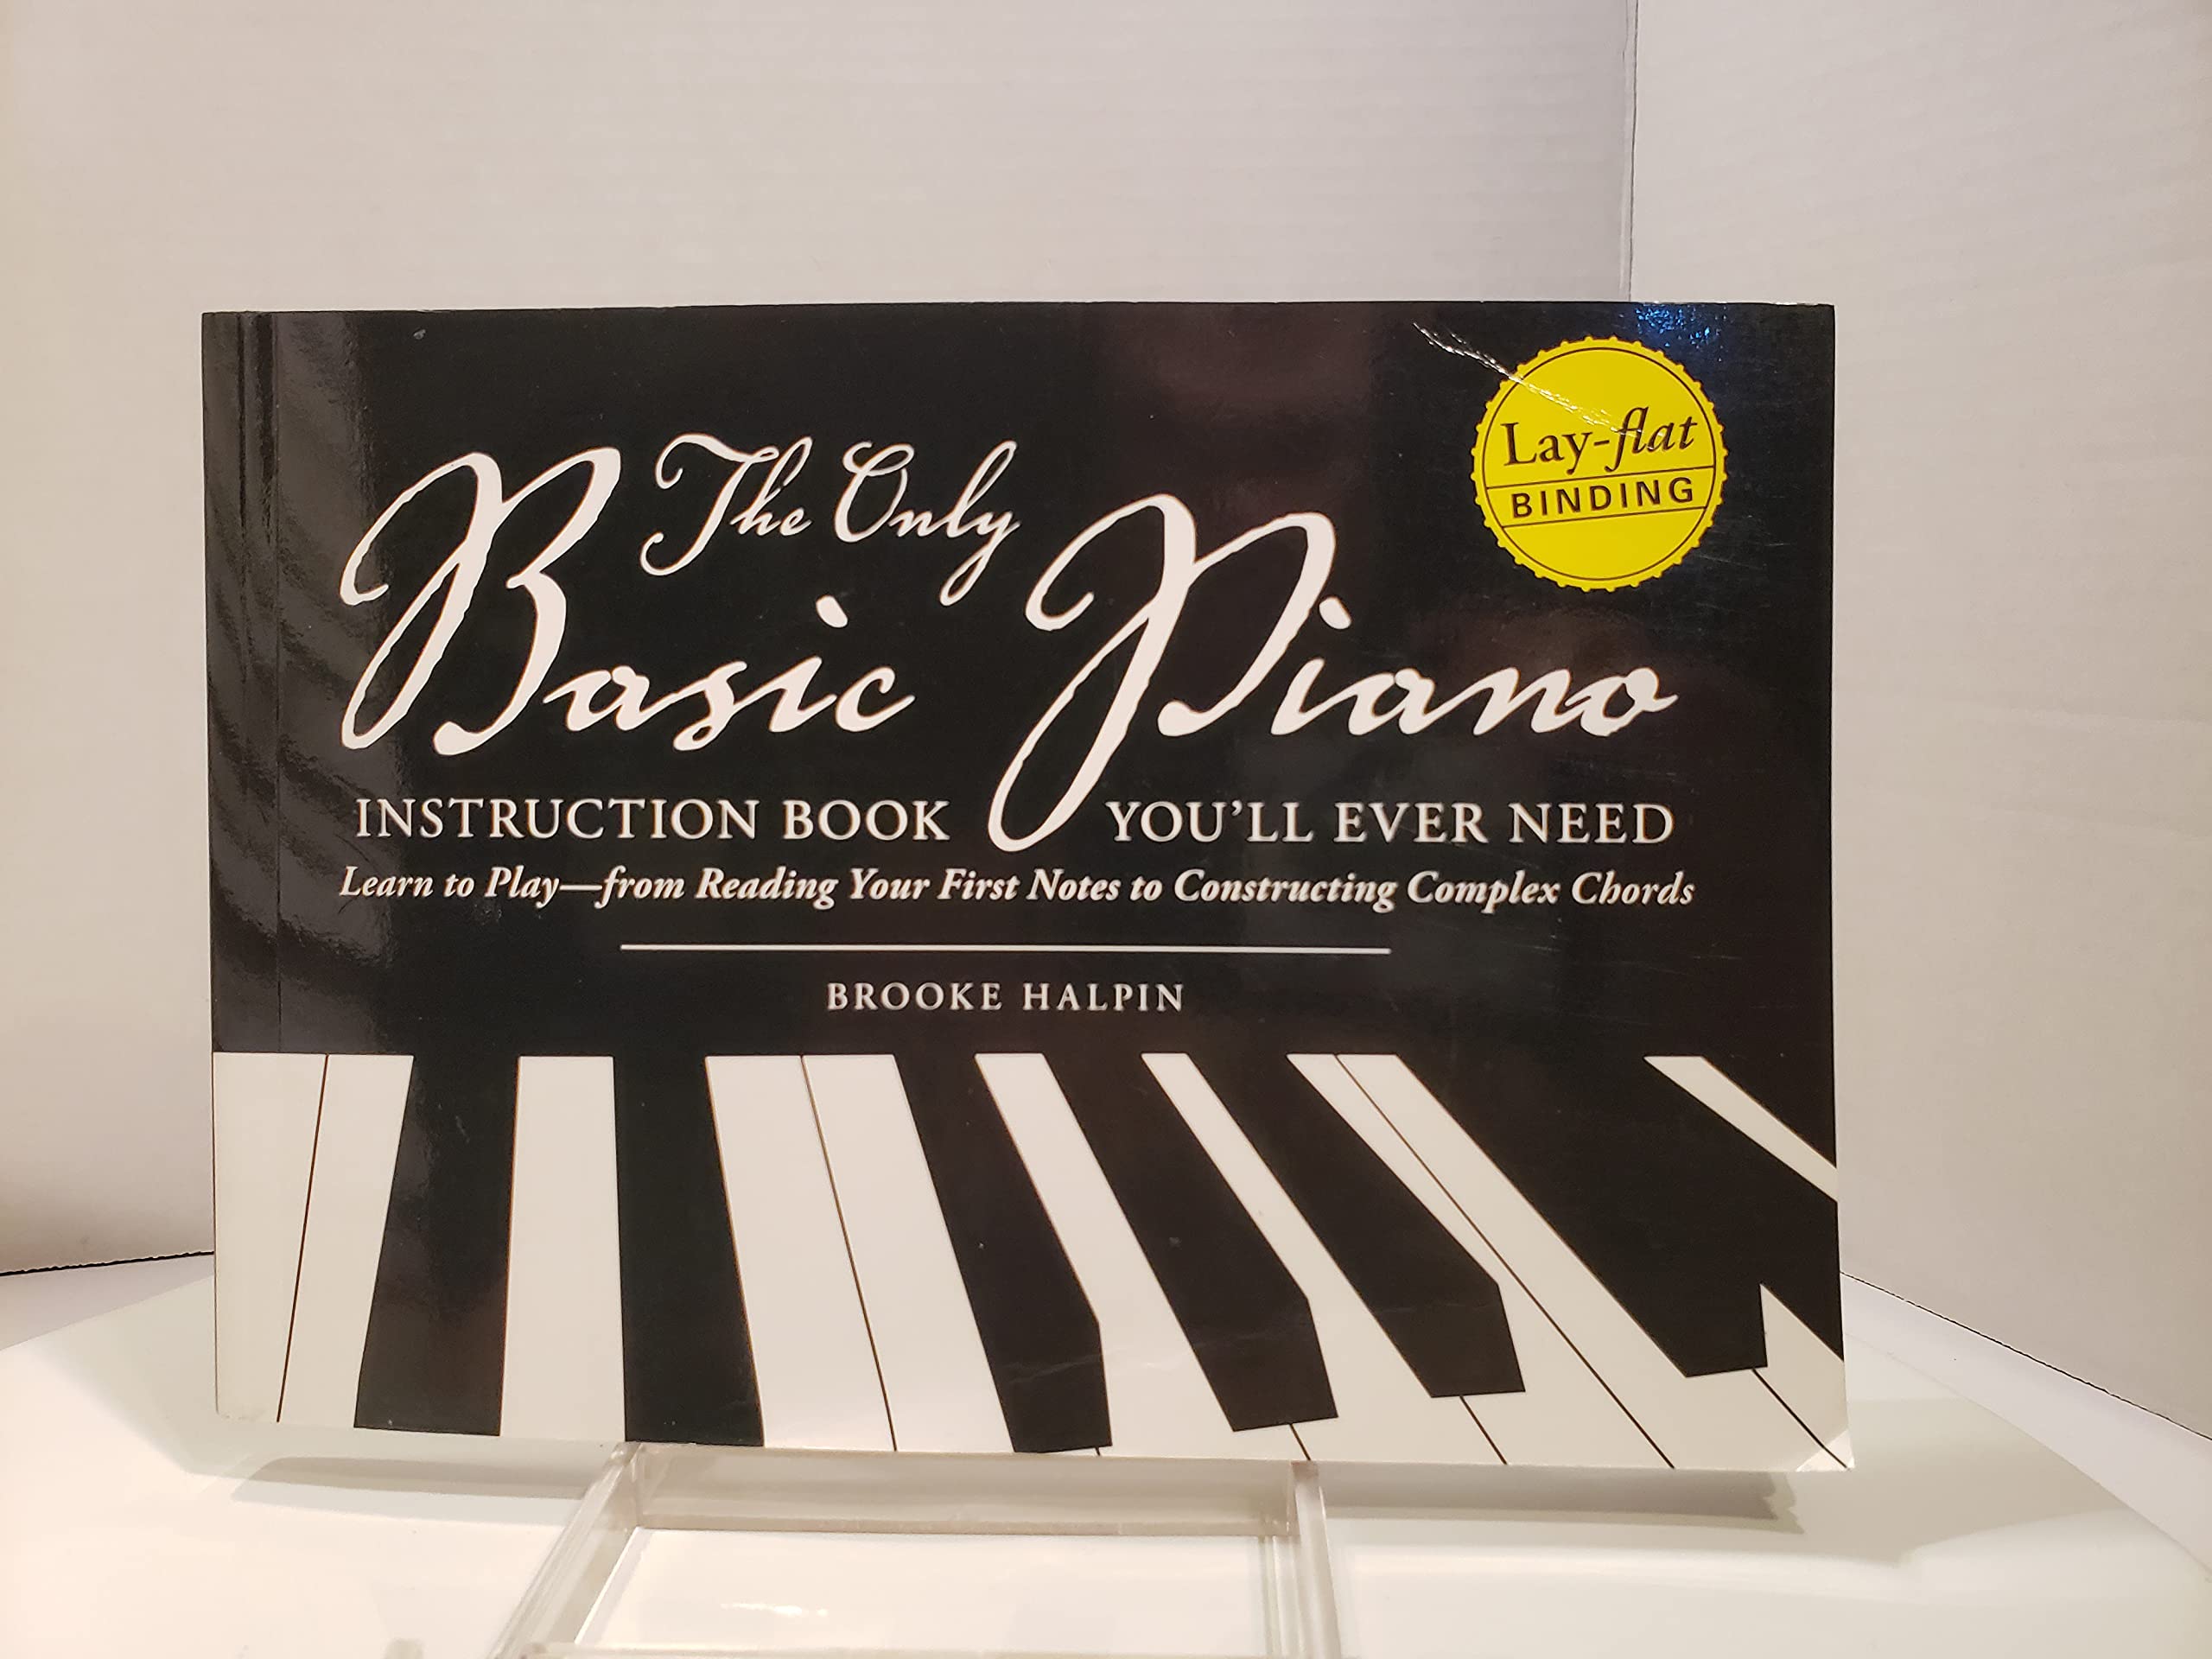 The Only
Basic Piano
INSTRUCTION BOOK YOU'LL EVER NEED
Learn to Play—from Reading Your First Notes to Constructing Complex Chords
BROOKE HALPIN
Lay-flat
BINDING